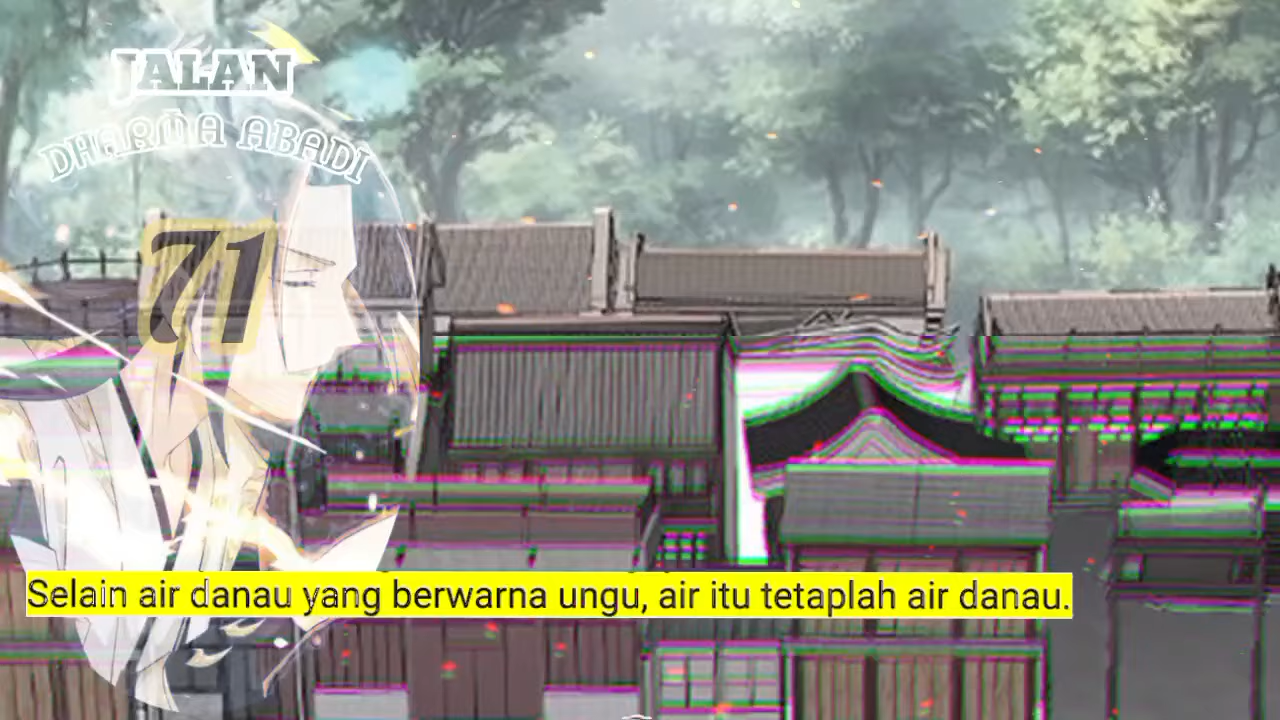 JALAN
DHARMA ABADI
71
Selain air danau yang berwarna ungu, air itu tetaplah air danau.